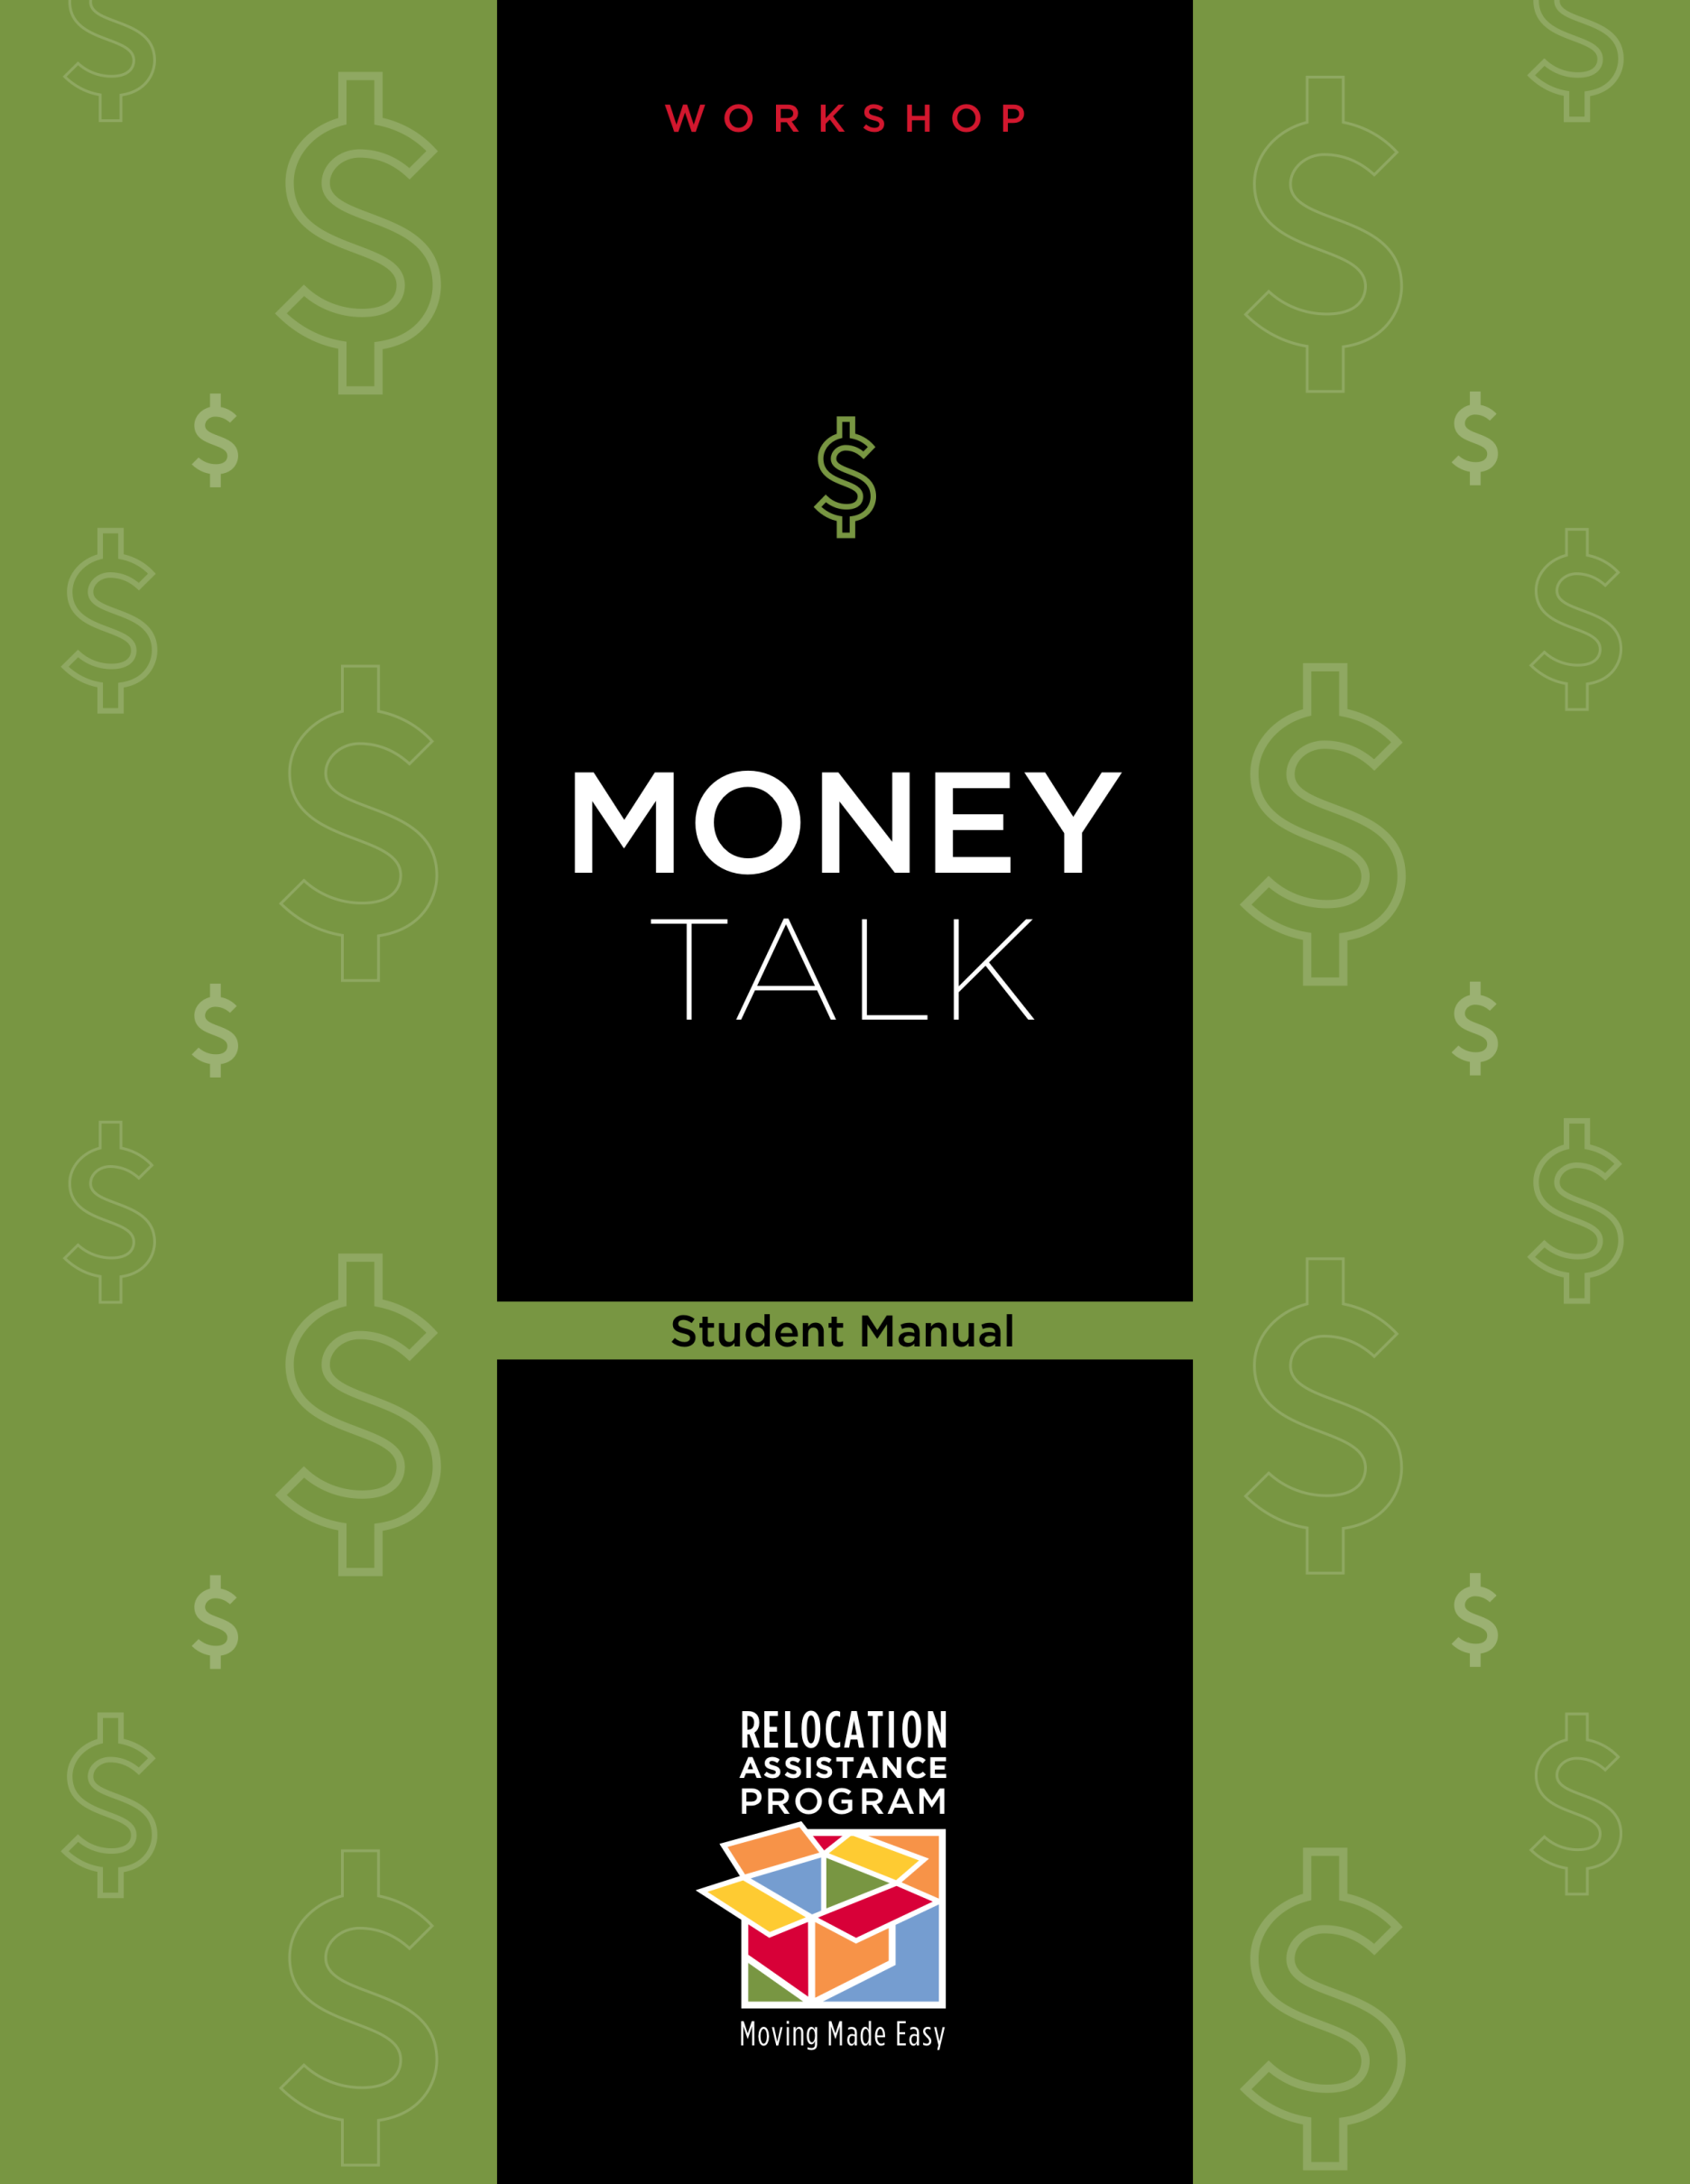 WORKSHOP
$
MONEY
TALK
Student Manual
RELOCATION
ASSISTANCE
PROGRAM
Moving Made Easy